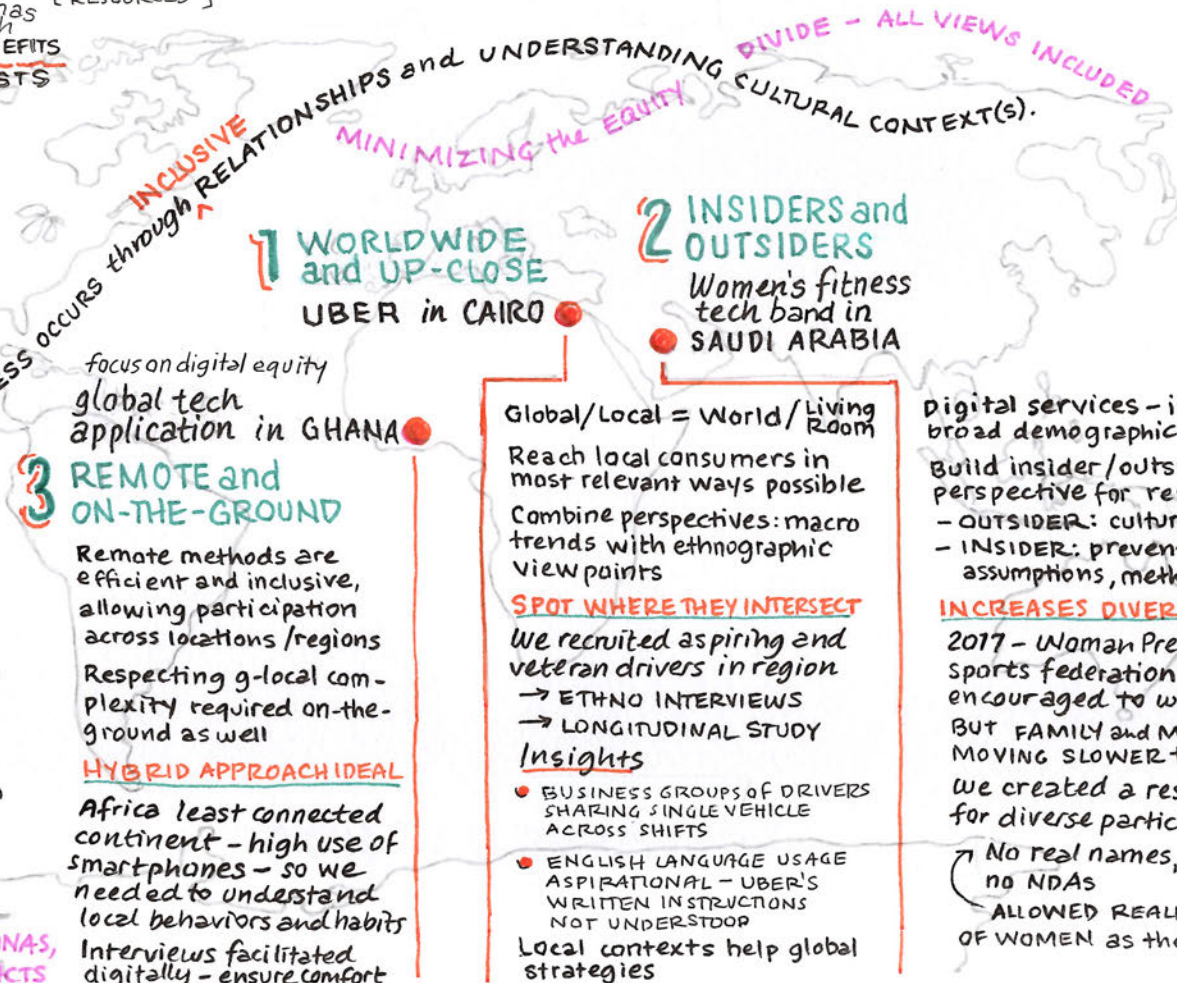 [RESOURCES]
EFITS
STS
ESS OCCURS through INCLUSIVE RELATIONSHIPS and UNDERSTANDING CULTURAL CONTEXT(S).
MINIMIZING the EQUITY DIVIDE - ALL VIEWS INCLUDED
1 WORLDWIDE
and UP-CLOSE
UBER in CAIRO
2 INSIDERS and
OUTSIDERS
Women's fitness
tech band in
SAUDI ARABIA
focus on digital equity
global tech
application in GHANA
3 REMOTE and
ON-THE-GROUND
Remote methods are
efficient and inclusive,
allowing participation
across locations/regions
Respecting g-local com-
plexity required on-the-
ground as well
HYBRID APPROACH IDEAL
Africa least connected
continent - high use of
smartphones - so we
needed to understand
local behaviors and habits
Interviews facilitated
digitally - ensure comfort
NAS,
CTS
Global/Local = World/Living Room
Reach local consumers in
most relevant ways possible
Combine perspectives: macro
trends with ethnographic
viewpoints
SPOT WHERE THEY INTERSECT
We recruited aspiring and
veteran drivers in region
→ ETHNO INTERVIEWS
→ LONGITUDINAL STUDY
Insights
• BUSINESS GROUPS of DRIVERS
SHARING SINGLE VEHICLE
ACROSS SHIFTS
• ENGLISH LANGUAGE USAGE
ASPIRATIONAL - UBER'S
WRITTEN INSTRUCTIONS
NOT UNDERSTOOD
Local contexts help global
strategies
Digital services - i
broad demographic
Build insider/outs
perspective for re
- OUTSIDER: cultur
- INSIDER: preven
assumptions, meth
INCREASES DIVER
2017 - Woman Pre
sports federation
encouraged to w
BUT FAMILY and M
MOVING SLOWER
We created a res
for diverse partic
No real names,
no NDAs
ALLOWED REAL
OF WOMEN as the